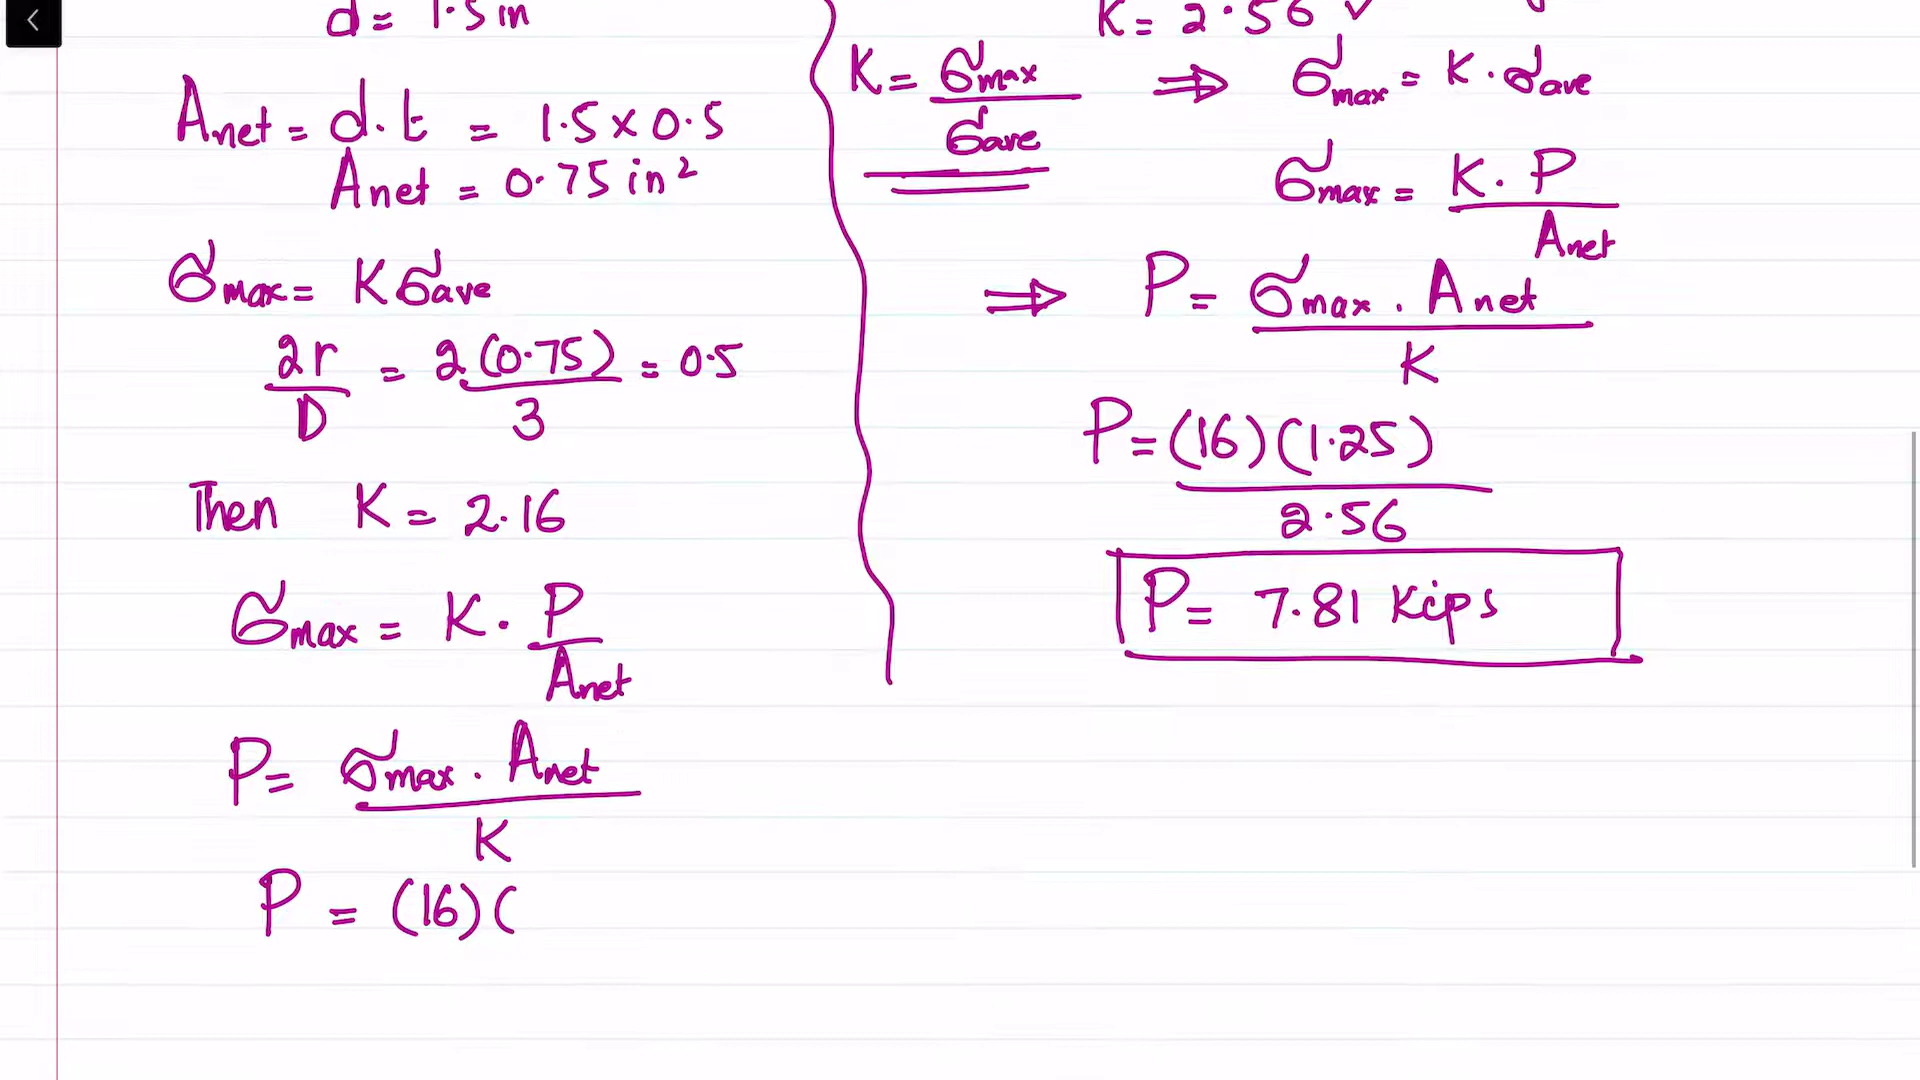 d = 1.5 in
Anet = d.t = 1.5 x 0.5
Anet = 0.75 in²
σmax = Kσave
2r/D = 2(0.75)/3 = 0.5
Then K = 2.16
σmax = K. P/Anet
P = σmax . Anet/K
P = (16)(
K = 2.56 ✓
K = σmax/σave ⇒ σmax = K.σave
σmax = K.P/Anet
⇒ P = σmax . Anet/K
P = (16)(1.25)/2.56
P = 7.81 Kips